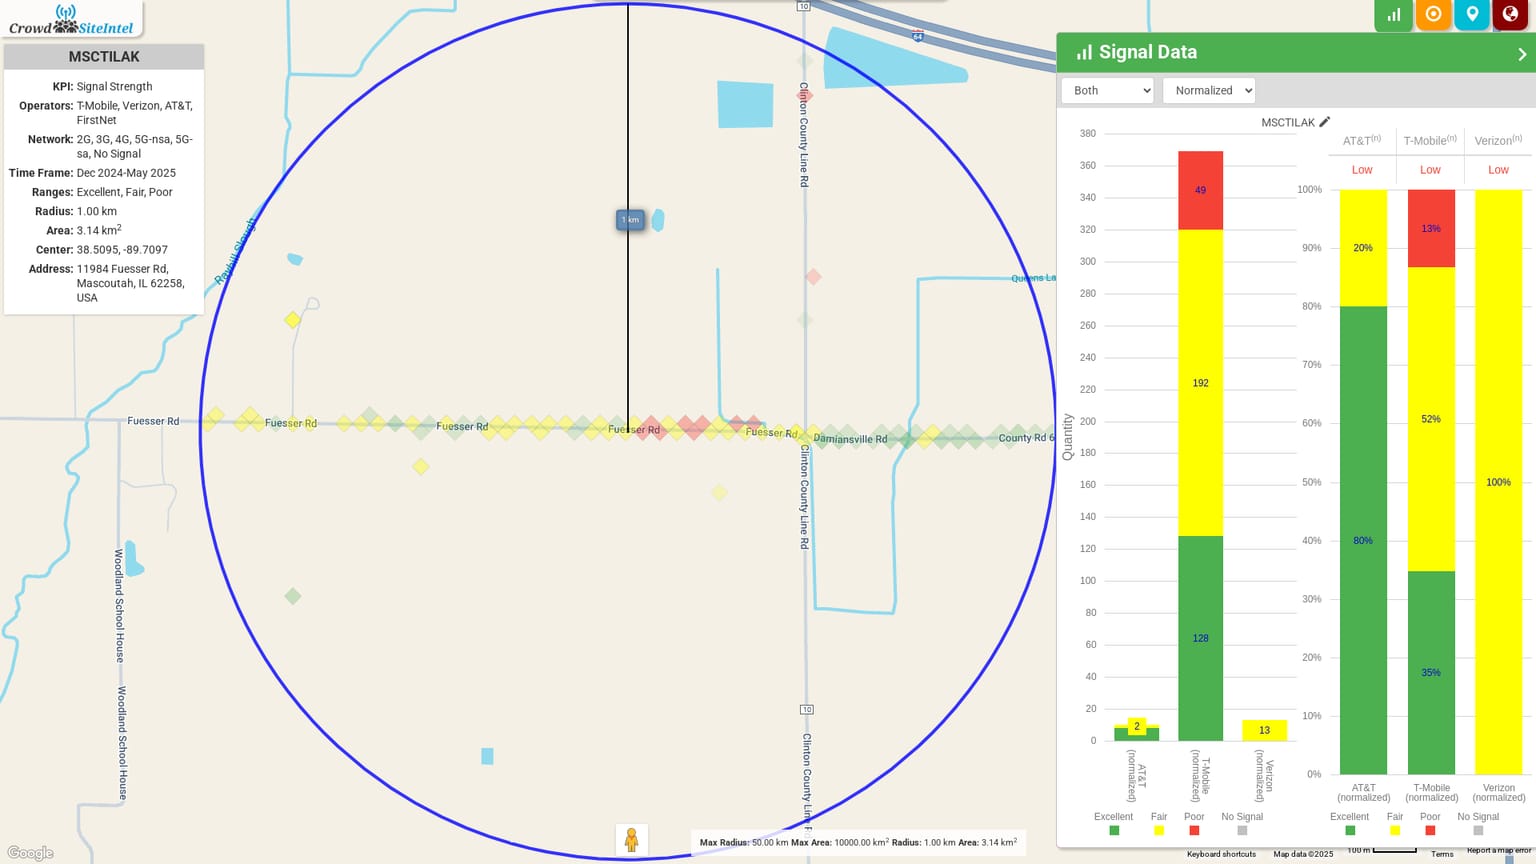 Crowd SiteIntel
MSCTILAK
KPI: Signal Strength
Operators: T-Mobile, Verizon, AT&T,
FirstNet
Network: 2G, 3G, 4G, 5G-nsa, 5G-
sa, No Signal
Time Frame: Dec 2024-May 2025
Ranges: Excellent, Fair, Poor
Radius: 1.00 km
Area: 3.14 km²
Center: 38.5095, -89.7097
Address: 11984 Fuesser Rd,
Mascoutah, IL 62258,
USA
10
64
Clinton County Line Rd
1 km
Rayhill Slough
Queens La
Fuesser Rd
Fuesser Rd
Fuesser Rd
Fuesser Rd
Fuesser Rd
Damiansville Rd
County Rd 6
Clinton County Line Rd
Woodland School House
Woodland School House
10
Clinton County Line R
Google
Max Radius: 50.00 km Max Area: 10000.00 km² Radius: 1.00 km Area: 3.14 km²
Signal Data
Both
Normalized
MSCTILAK
380
360
340
320
300
280
260
240
220
200
180
160
140
120
100
80
60
40
20
0
Quantity
49
192
128
2
13
AT&T
(normalized)
T-Mobile
(normalized)
Verizon
(normalized)
Excellent Fair Poor No Signal
AT&T(n) T-Mobile(n) Verizon(n)
Low Low Low
100%
90%
80%
70%
60%
50%
40%
30%
20%
10%
0%
20%
80%
13%
52%
35%
100%
AT&T
(normalized)
T-Mobile
(normalized)
Verizon
(normalized)
Excellent Fair Poor No Signal
Keyboard shortcuts Map data ©2025 100 m Terms Report a map error